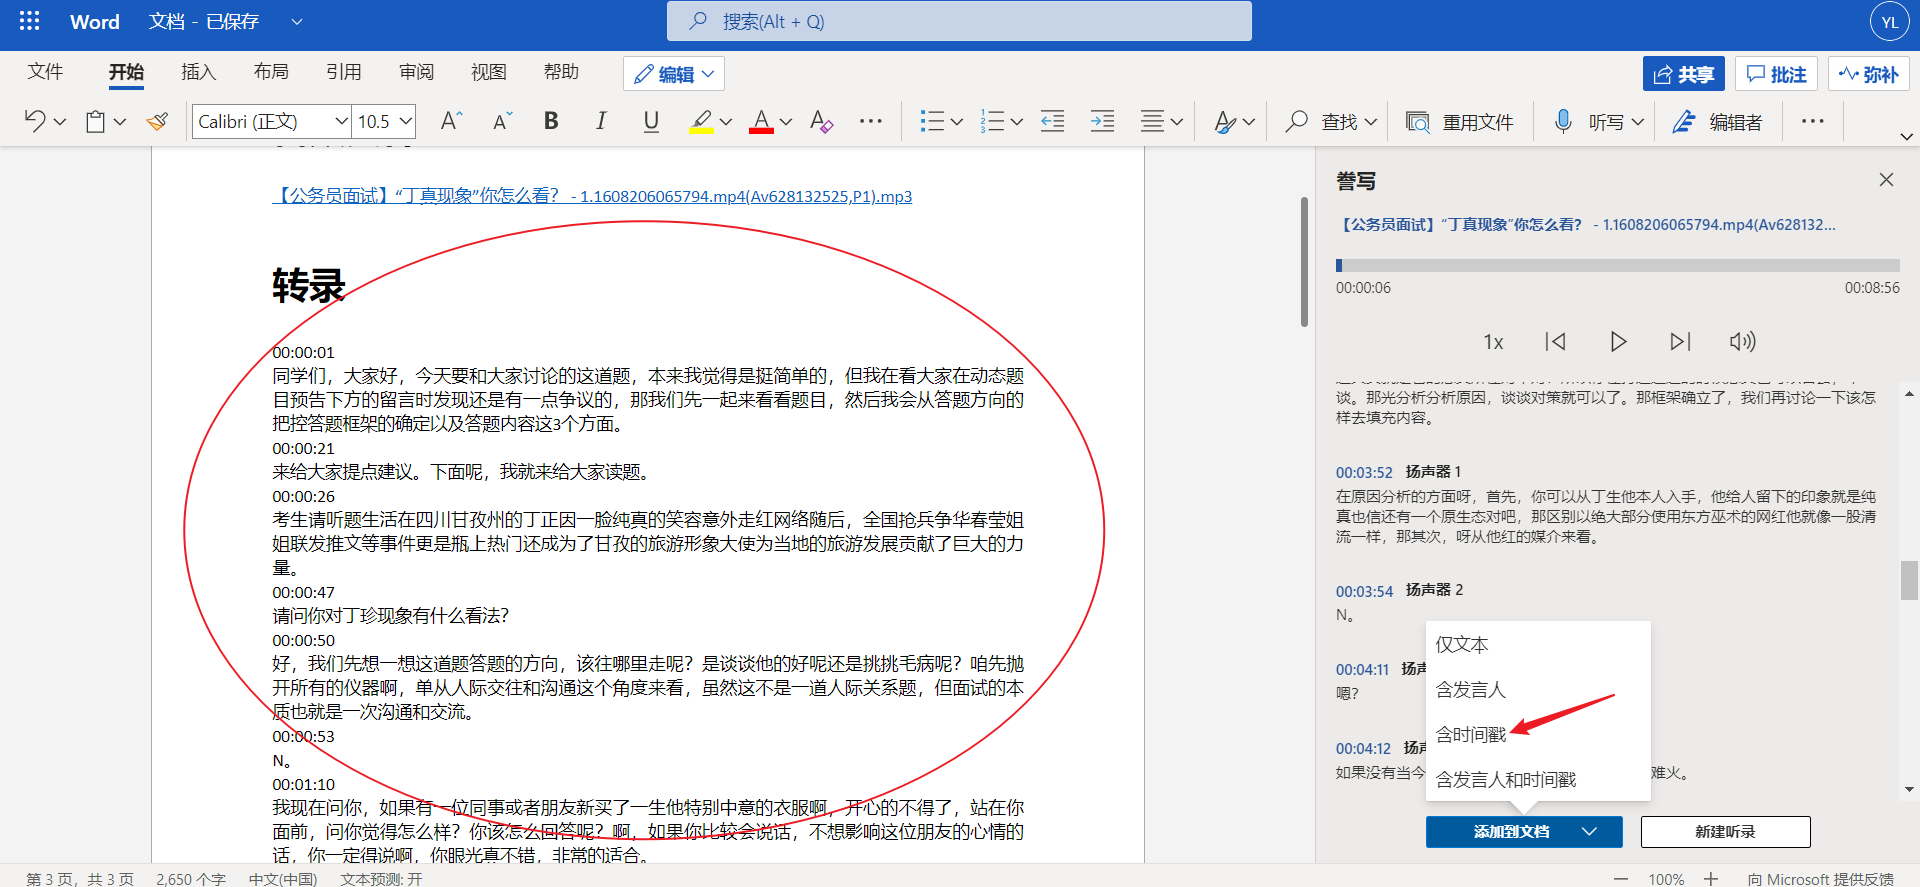 Word 文档 - 已保存
搜索(Alt + Q)
YL
文件 开始 插入 布局 引用 审阅 视图 帮助 编辑 共享 批注 弥补
Calibri (正文) 10.5 B I U A 查找 重用文件 听写 编辑者
【公务员面试】“丁真现象”你怎么看? - 1.1608206065794.mp4(Av628132525,P1).mp3
转录
00:00:01
同学们，大家好，今天要和大家讨论的这道题，本来我觉得是挺简单的，但我在看大家在动态题
目预告下方的留言时发现还是有一点争议的，那我们先一起来看看题目，然后我会从答题方向的
把控答题框架的确定以及答题内容这3个方面。
00:00:21
来给大家提点建议。下面呢，我就来给大家读题。
00:00:26
考生请听题生活在四川甘孜州的丁正因一脸纯真的笑容意外走红网络随后，全国抢兵争华春莹姐
姐联发推文等事件更是瓶上热门还成为了甘孜的旅游形象大使为当地的旅游发展贡献了巨大的力
量。
00:00:47
请问你对丁珍现象有什么看法?
00:00:50
好，我们先想一想这道题答题的方向，该往哪里走呢？是谈谈他的好呢还是挑挑毛病呢？咱先抛
开所有的仪器啊，单从人际交往和沟通这个角度来看，虽然这不是一道人际关系题，但面试的本
质也就是一次沟通和交流。
00:00:53
N。
00:01:10
我现在问你，如果有一位同事或者朋友新买了一生他特别中意的衣服啊，开心的不得了，站在你
面前，问你觉得怎么样？你该怎么回答呢？啊，如果你比较会说话，不想影响这位朋友的心情的
话，你一定得说啊，你眼光真不错，非常的适合。
誊写
【公务员面试】“丁真现象”你怎么看? - 1.1608206065794.mp4(Av628132...
00:00:06 00:08:56
1x
谈。那光分析分析原因，谈谈对策就可以了。那框架确立了，我们再讨论一下该怎
样去填充内容。
00:03:52 扬声器 1
在原因分析的方面呀，首先，你可以从丁生他本人入手，他给人留下的印象就是纯
真也信还有一个原生态对吧，那区别以绝大部分使用东方巫术的网红他就像一股清
流一样，那其次，呀从他红的媒介来看。
00:03:54 扬声器 2
N。
00:04:11 扬声
嗯?
00:04:12 扬声
如果没有当今 难火。
仅文本
含发言人
含时间戳
含发言人和时间戳
添加到文档 新建听录
第 3 页，共 3 页 2,650 个字 中文(中国) 文本预测: 开 100% 向 Microsoft 提供反馈